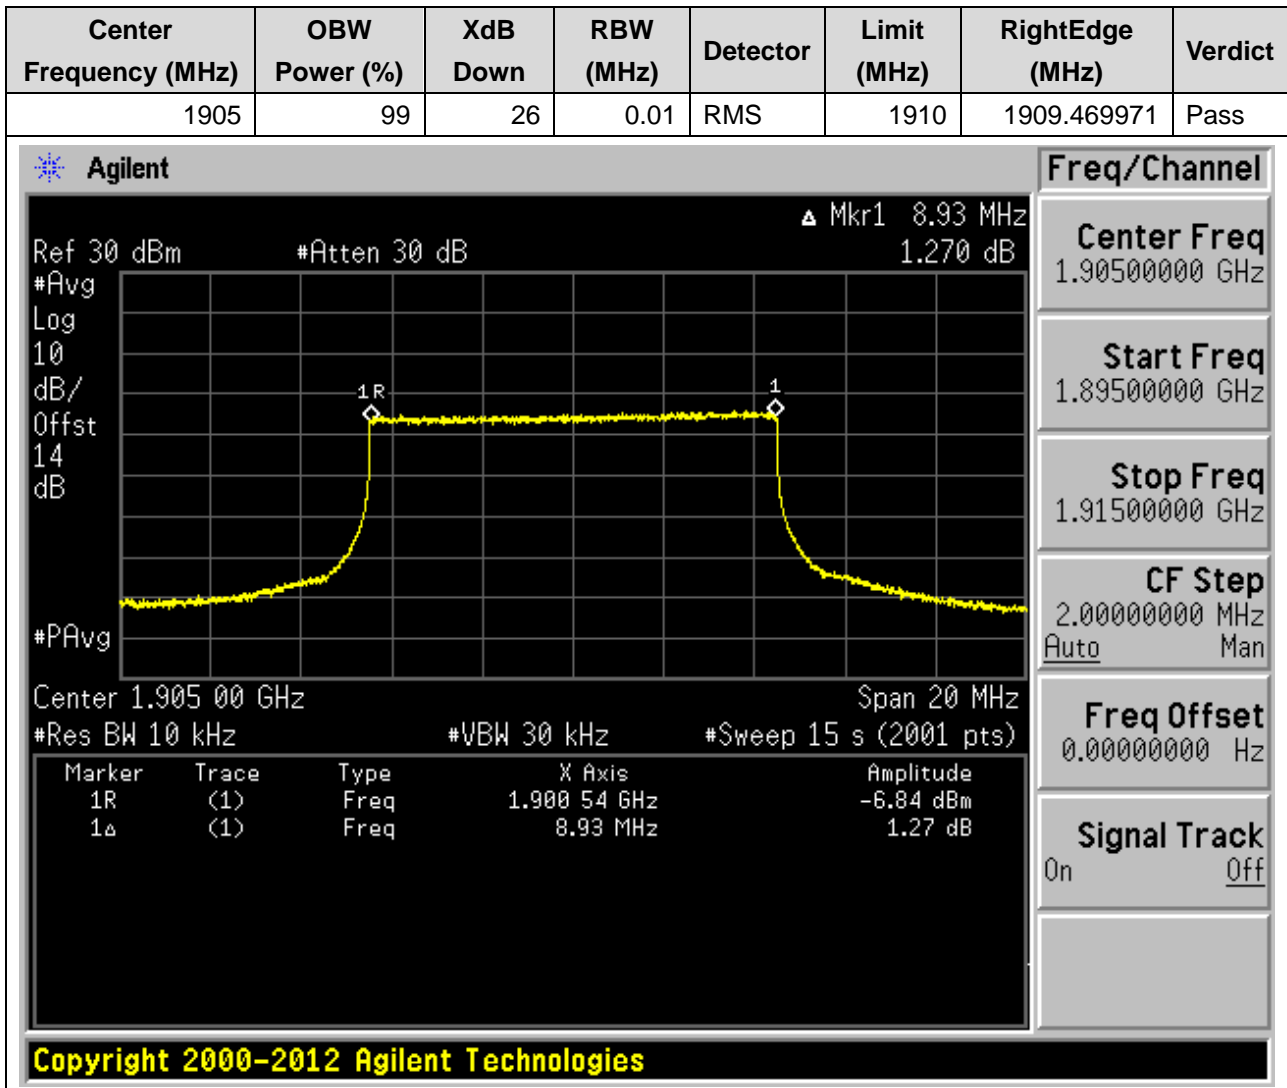 Center Frequency (MHz) OBW Power (%) XdB Down RBW (MHz) Detector Limit (MHz) RightEdge (MHz) Verdict
1905 99 26 0.01 RMS 1910 1909.469971 Pass
Agilent
Freq/Channel
Δ Mkr1 8.93 MHz
Ref 30 dBm #Atten 30 dB 1.270 dB
#Avg
Log
10
dB/
Offst
14
dB
1R
1
#PAvg
Center 1.905 00 GHz Span 20 MHz
#Res BW 10 kHz #VBW 30 kHz #Sweep 15 s (2001 pts)
Marker Trace Type X Axis Amplitude
1R (1) Freq 1.900 54 GHz -6.84 dBm
1Δ (1) Freq 8.93 MHz 1.27 dB
Center Freq
1.90500000 GHz
Start Freq
1.89500000 GHz
Stop Freq
1.91500000 GHz
CF Step
2.00000000 MHz
Auto Man
Freq Offset
0.00000000 Hz
Signal Track
On Off
Copyright 2000-2012 Agilent Technologies